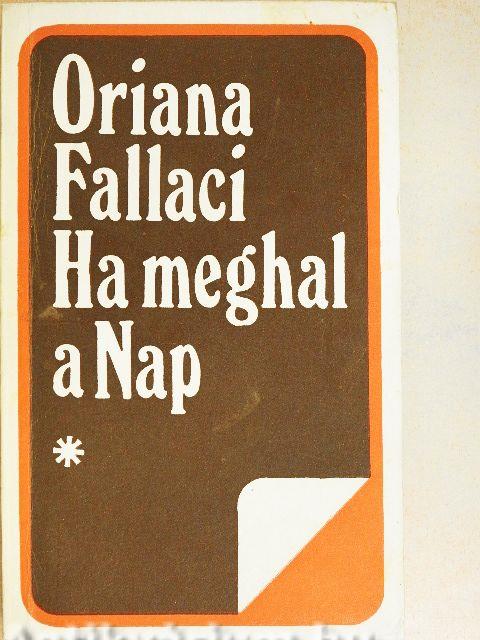 Oriana
Fallaci
Ha meghal
a Nap
*